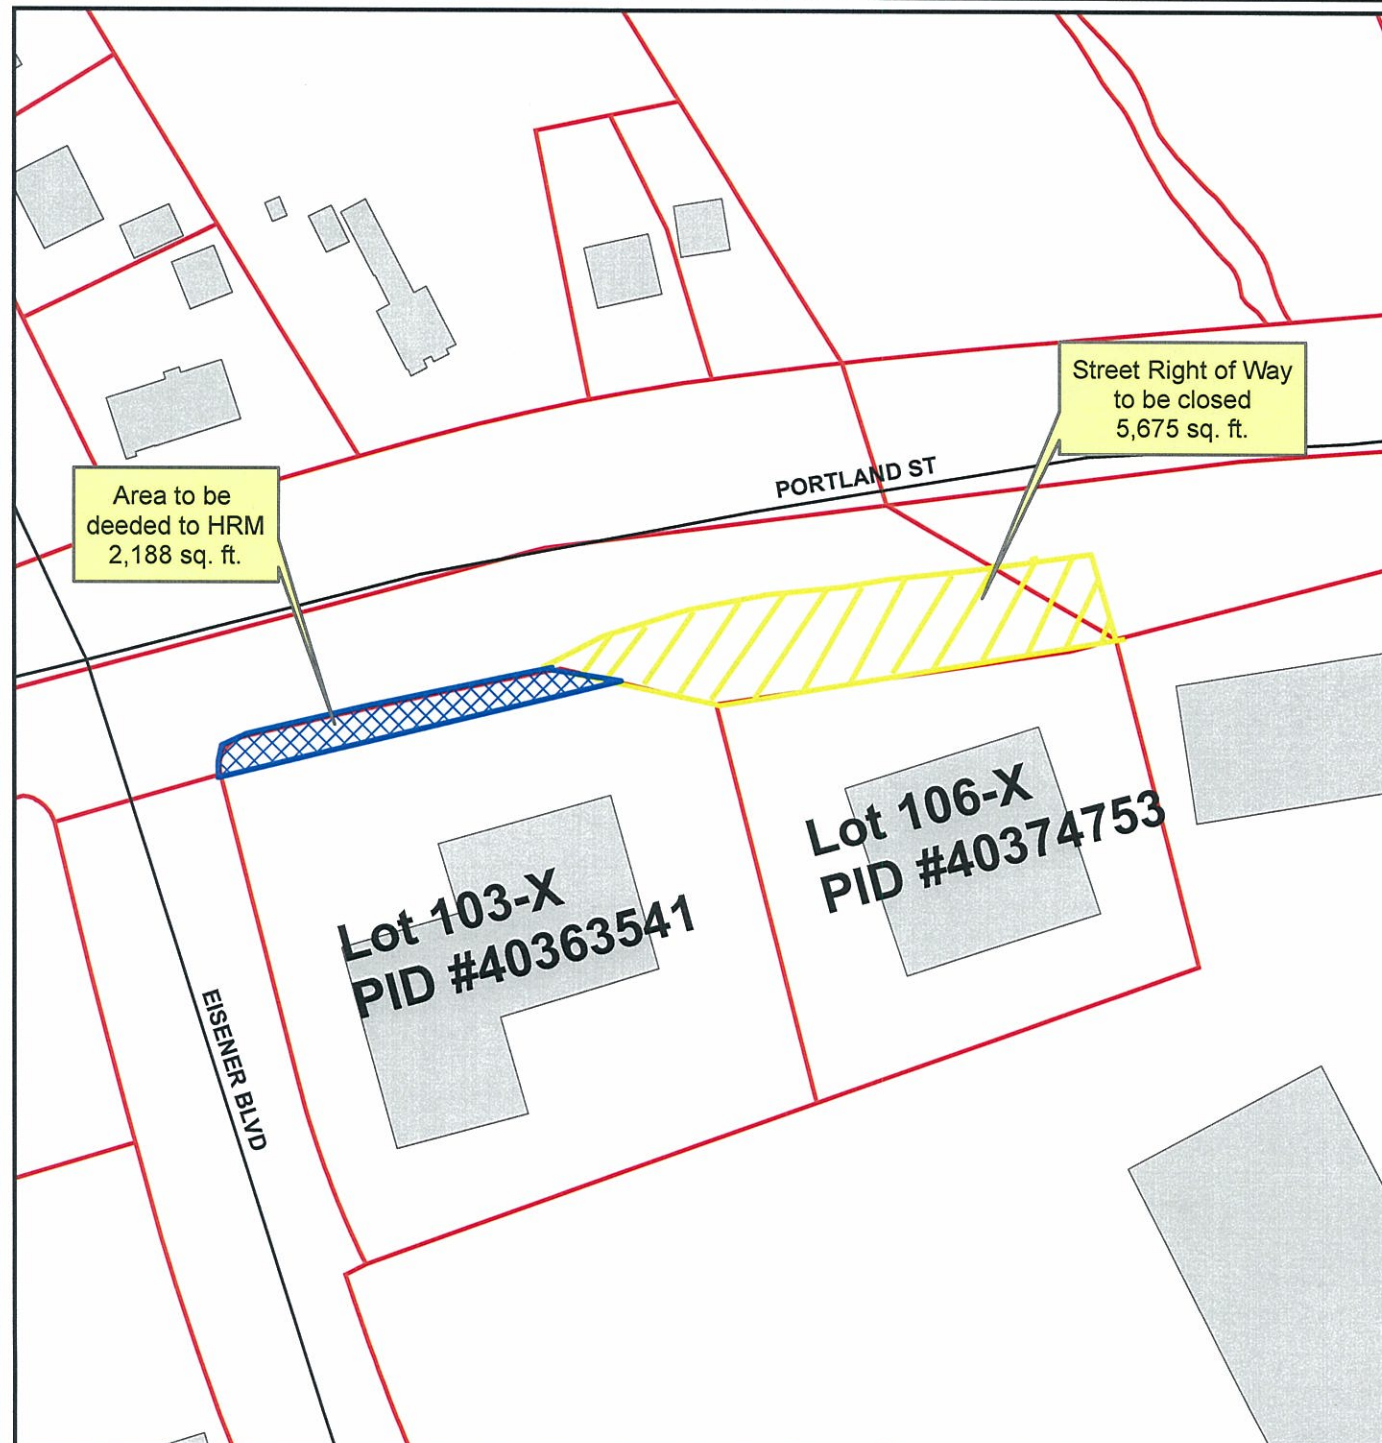 Street Right of Way
to be closed
5,675 sq. ft.
PORTLAND ST
Area to be
deeded to HRM
2,188 sq. ft.
Lot 106-X
PID #40374753
Lot 103-X
PID #40363541
EISENER BLVD